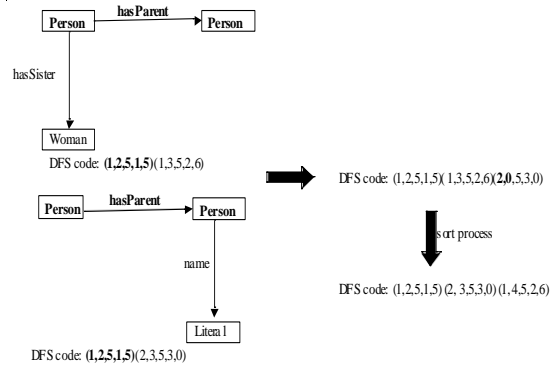 hasParent
Person Person
hasSister
Woman
DFS code: (1,2,5,1,5)(1,3,5,2,6)
DFS code: (1,2,5,1,5)(1,3,5,2,6)(2,0,5,3,0)
hasParent
Person Person
sort process
name
DFS code: (1,2,5,1,5)(2,3,5,3,0)(1,4,5,2,6)
Literal
DFS code: (1,2,5,1,5)(2,3,5,3,0)